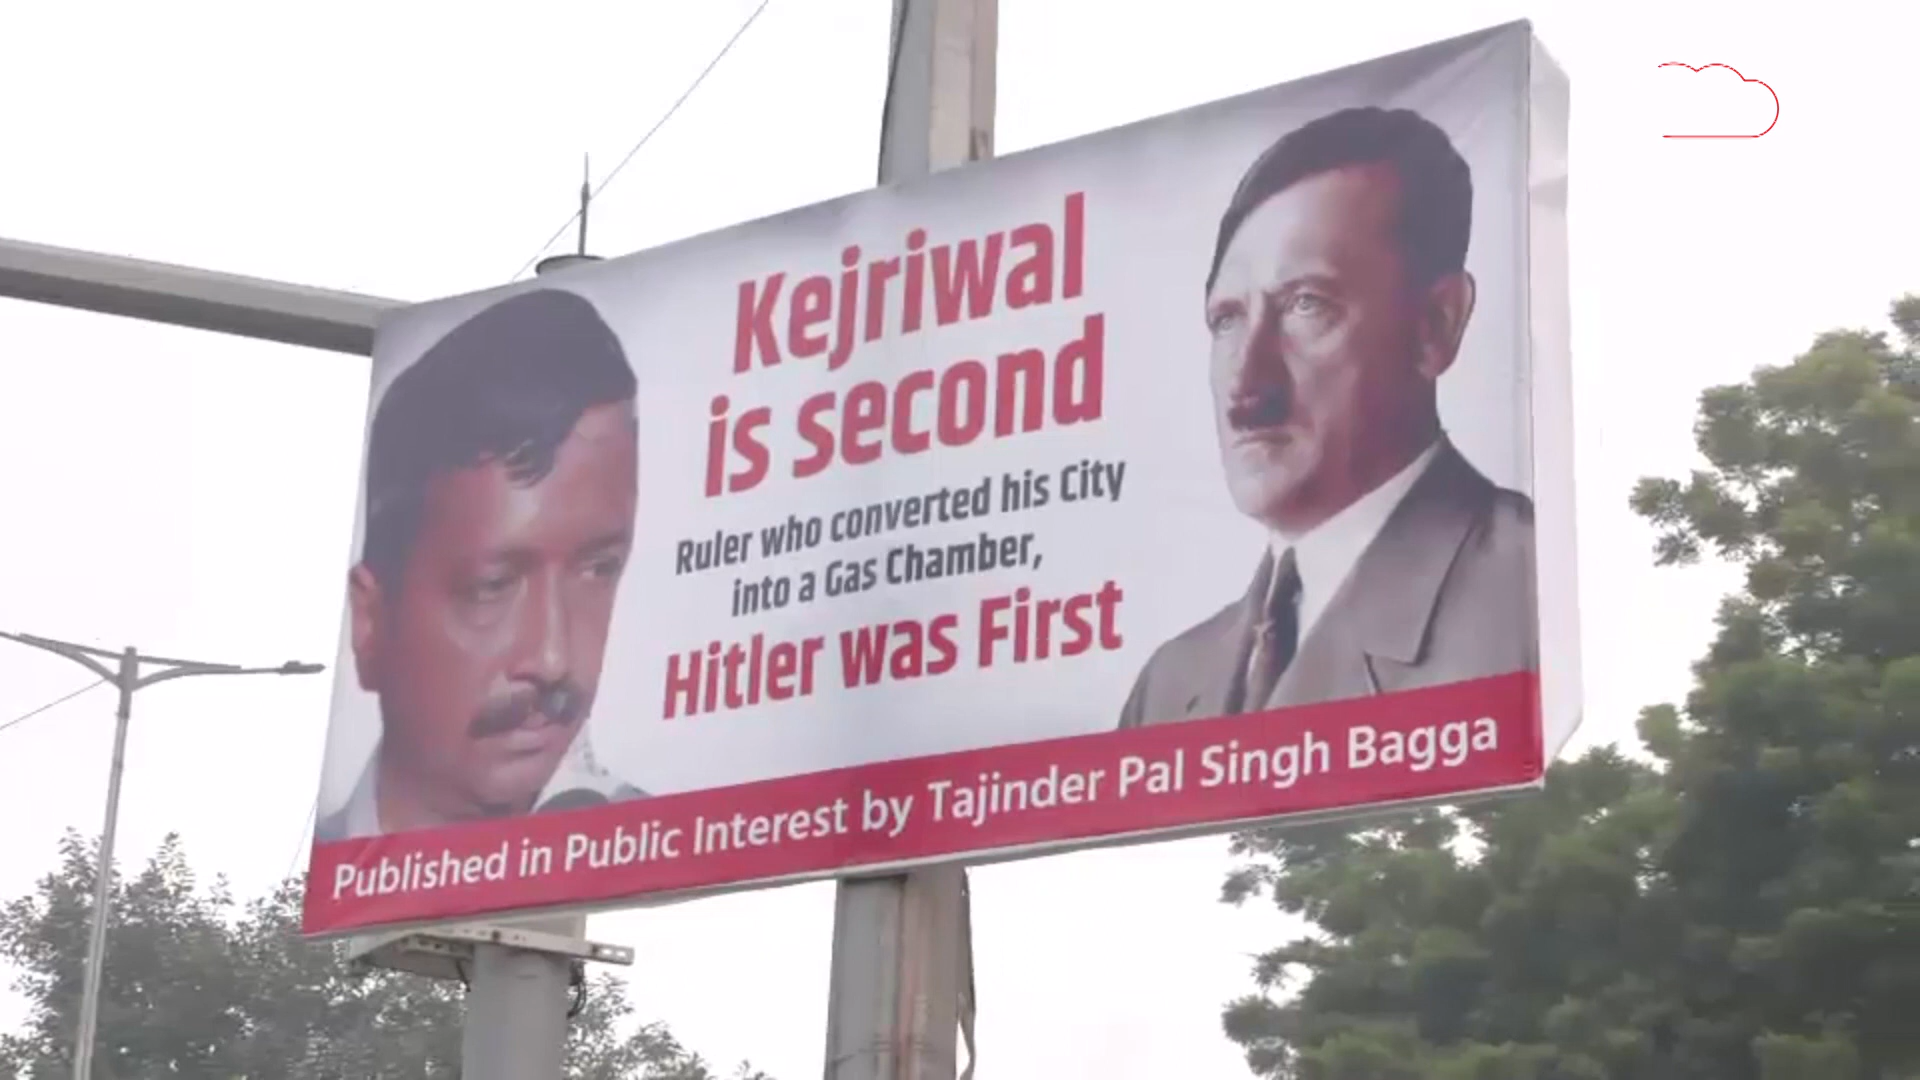 Kejriwal
is second
Ruler who converted his City
into a Gas Chamber,
Hitler was First
Published in Public Interest by Tajinder Pal Singh Bagga